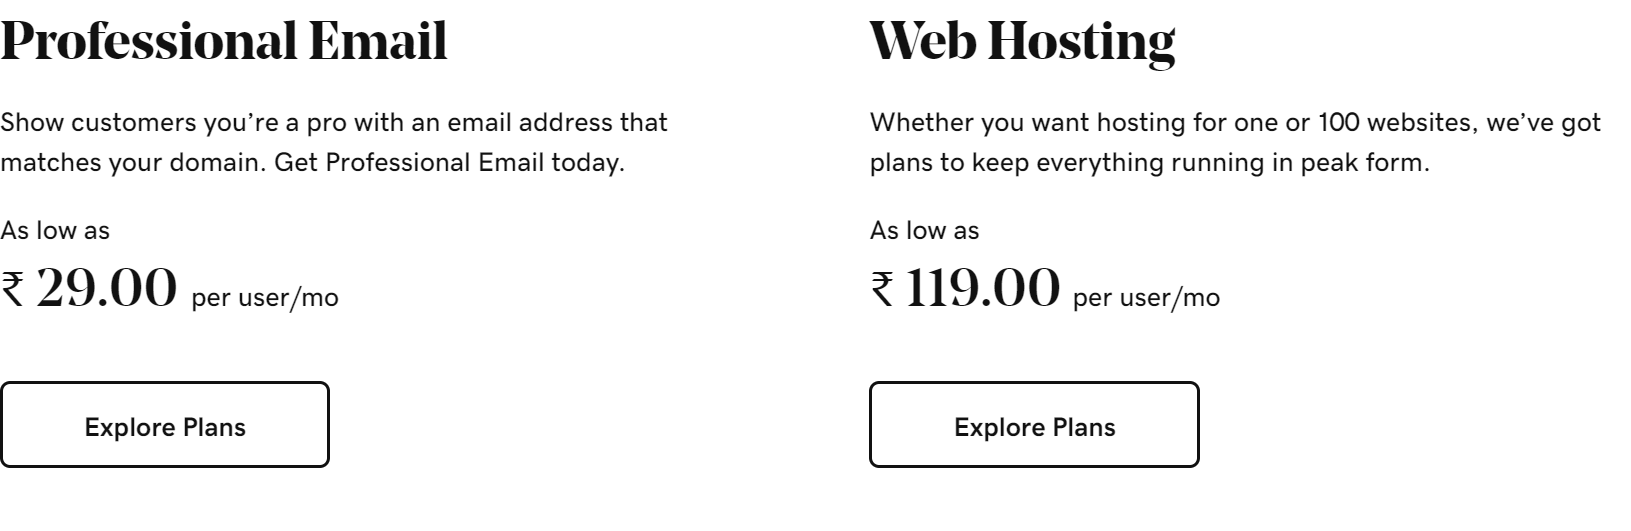 Professional Email
Show customers you’re a pro with an email address that
matches your domain. Get Professional Email today.
As low as
₹ 29.00 per user/mo
Explore Plans
Web Hosting
Whether you want hosting for one or 100 websites, we’ve got
plans to keep everything running in peak form.
As low as
₹ 119.00 per user/mo
Explore Plans